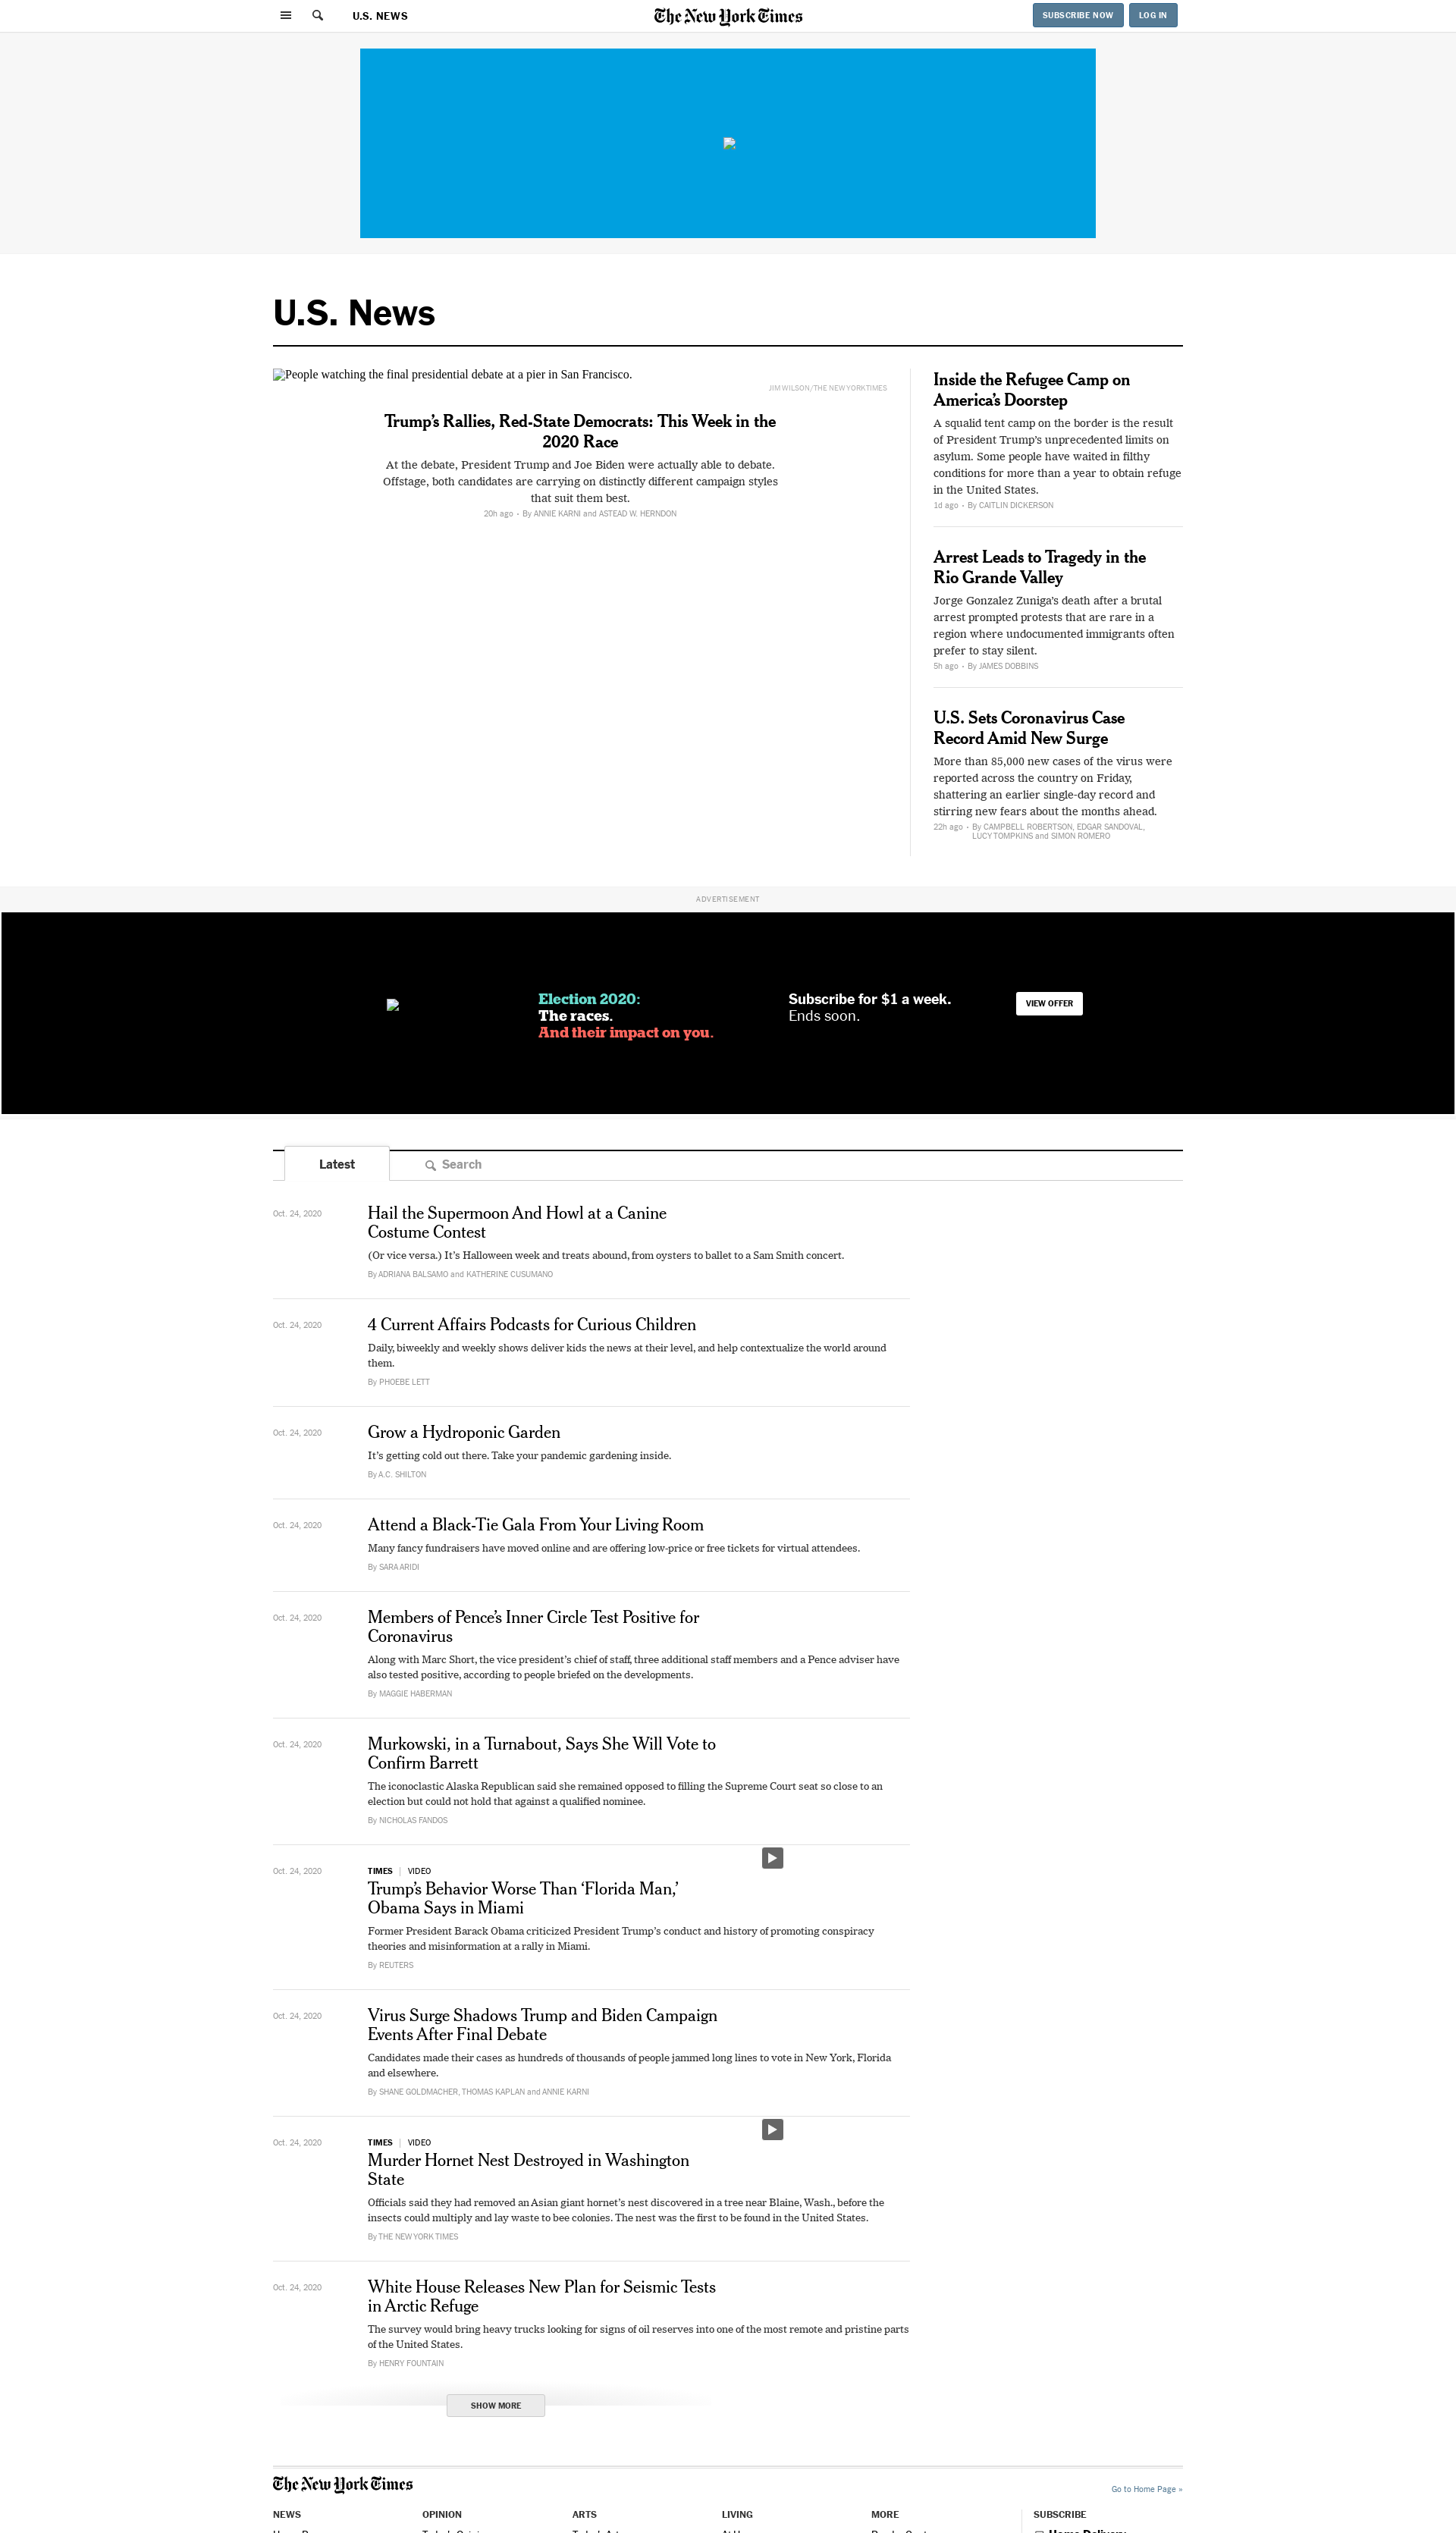 U.S. NEWS
The New York Times
SUBSCRIBE NOW
LOG IN
U.S. News
People watching the final presidential debate at a pier in San Francisco.
JIM WILSON/THE NEW YORK TIMES
Trump’s Rallies, Red-State Democrats: This Week in the
2020 Race
At the debate, President Trump and Joe Biden were actually able to debate.
Offstage, both candidates are carrying on distinctly different campaign styles
that suit them best.
20h ago • By ANNIE KARNI and ASTEAD W. HERNDON
Inside the Refugee Camp on
America’s Doorstep
A squalid tent camp on the border is the result
of President Trump’s unprecedented limits on
asylum. Some people have waited in filthy
conditions for more than a year to obtain refuge
in the United States.
1d ago • By CAITLIN DICKERSON
Arrest Leads to Tragedy in the
Rio Grande Valley
Jorge Gonzalez Zuniga’s death after a brutal
arrest prompted protests that are rare in a
region where undocumented immigrants often
prefer to stay silent.
5h ago • By JAMES DOBBINS
U.S. Sets Coronavirus Case
Record Amid New Surge
More than 85,000 new cases of the virus were
reported across the country on Friday,
shattering an earlier single-day record and
stirring new fears about the months ahead.
22h ago • By CAMPBELL ROBERTSON, EDGAR SANDOVAL,
LUCY TOMPKINS and SIMON ROMERO
ADVERTISEMENT
Election 2020:
The races.
And their impact on you.
Subscribe for $1 a week.
Ends soon.
VIEW OFFER
Latest
Search
Oct. 24, 2020
Hail the Supermoon And Howl at a Canine
Costume Contest
(Or vice versa.) It’s Halloween week and treats abound, from oysters to ballet to a Sam Smith concert.
By ADRIANA BALSAMO and KATHERINE CUSUMANO
Oct. 24, 2020
4 Current Affairs Podcasts for Curious Children
Daily, biweekly and weekly shows deliver kids the news at their level, and help contextualize the world around
them.
By PHOEBE LETT
Oct. 24, 2020
Grow a Hydroponic Garden
It’s getting cold out there. Take your pandemic gardening inside.
By A.C. SHILTON
Oct. 24, 2020
Attend a Black-Tie Gala From Your Living Room
Many fancy fundraisers have moved online and are offering low-price or free tickets for virtual attendees.
By SARA ARIDI
Oct. 24, 2020
Members of Pence’s Inner Circle Test Positive for
Coronavirus
Along with Marc Short, the vice president’s chief of staff, three additional staff members and a Pence adviser have
also tested positive, according to people briefed on the developments.
By MAGGIE HABERMAN
Oct. 24, 2020
Murkowski, in a Turnabout, Says She Will Vote to
Confirm Barrett
The iconoclastic Alaska Republican said she remained opposed to filling the Supreme Court seat so close to an
election but could not hold that against a qualified nominee.
By NICHOLAS FANDOS
Oct. 24, 2020
TIMES | VIDEO
Trump’s Behavior Worse Than ‘Florida Man,’
Obama Says in Miami
Former President Barack Obama criticized President Trump’s conduct and history of promoting conspiracy
theories and misinformation at a rally in Miami.
By REUTERS
Oct. 24, 2020
Virus Surge Shadows Trump and Biden Campaign
Events After Final Debate
Candidates made their cases as hundreds of thousands of people jammed long lines to vote in New York, Florida
and elsewhere.
By SHANE GOLDMACHER, THOMAS KAPLAN and ANNIE KARNI
Oct. 24, 2020
TIMES | VIDEO
Murder Hornet Nest Destroyed in Washington
State
Officials said they had removed an Asian giant hornet’s nest discovered in a tree near Blaine, Wash., before the
insects could multiply and lay waste to bee colonies. The nest was the first to be found in the United States.
By THE NEW YORK TIMES
Oct. 24, 2020
White House Releases New Plan for Seismic Tests
in Arctic Refuge
The survey would bring heavy trucks looking for signs of oil reserves into one of the most remote and pristine parts
of the United States.
By HENRY FOUNTAIN
SHOW MORE
The New York Times
Go to Home Page »
NEWS
OPINION
ARTS
LIVING
MORE
SUBSCRIBE
Home Delivery